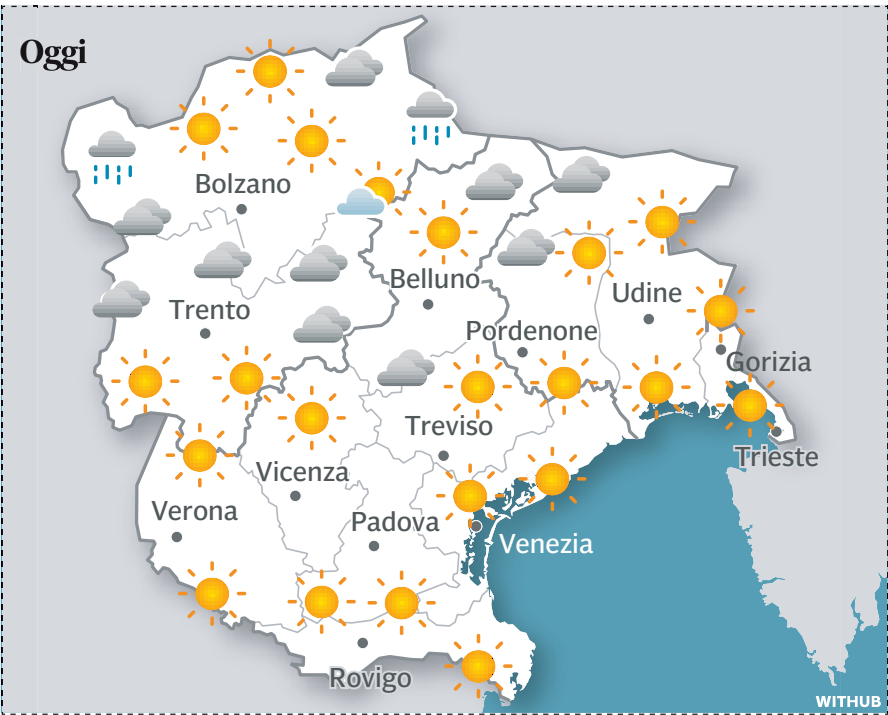 Oggi
Bolzano
Belluno
Udine
Trento
Pordenone
Gorizia
Treviso
Trieste
Vicenza
Verona
Padova
Venezia
Rovigo
WITHUB